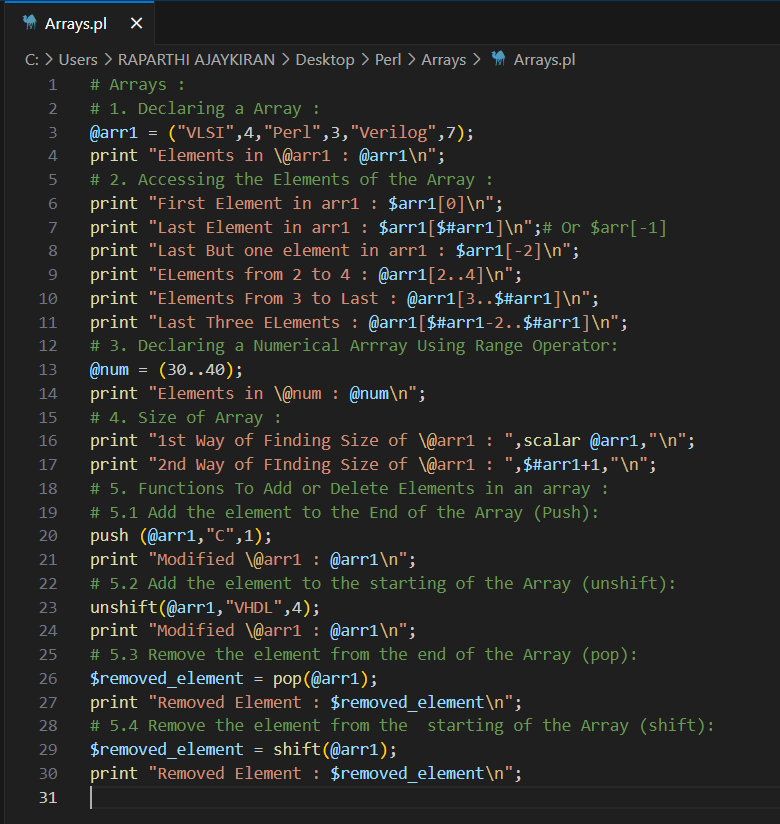 Arrays.pl ✕
C: > Users > RAPARTHI AJAYKIRAN > Desktop > Perl > Arrays > Arrays.pl
1 # Arrays :
2 # 1. Declaring a Array :
3 @arr1 = ("VLSI",4,"Perl",3,"Verilog",7);
4 print "Elements in \@arr1 : @arr1\n";
5 # 2. Accessing the Elements of the Array :
6 print "First Element in arr1 : $arr1[0]\n";
7 print "Last Element in arr1 : $arr1[$#arr1]\n";# Or $arr[-1]
8 print "Last But one element in arr1 : $arr1[-2]\n";
9 print "ELements from 2 to 4 : @arr1[2..4]\n";
10 print "Elements From 3 to Last : @arr1[3..$#arr1]\n";
11 print "Last Three ELements : @arr1[$#arr1-2..$#arr1]\n";
12 # 3. Declaring a Numerical Arrray Using Range Operator:
13 @num = (30..40);
14 print "Elements in \@num : @num\n";
15 # 4. Size of Array :
16 print "1st Way of Finding Size of \@arr1 : ",scalar @arr1,"\n";
17 print "2nd Way of FInding Size of \@arr1 : ",$#arr1+1,"\n";
18 # 5. Functions To Add or Delete Elements in an array :
19 # 5.1 Add the element to the End of the Array (Push):
20 push (@arr1,"C",1);
21 print "Modified \@arr1 : @arr1\n";
22 # 5.2 Add the element to the starting of the Array (unshift):
23 unshift(@arr1,"VHDL",4);
24 print "Modified \@arr1 : @arr1\n";
25 # 5.3 Remove the element from the end of the Array (pop):
26 $removed_element = pop(@arr1);
27 print "Removed Element : $removed_element\n";
28 # 5.4 Remove the element from the  starting of the Array (shift):
29 $removed_element = shift(@arr1);
30 print "Removed Element : $removed_element\n";
31